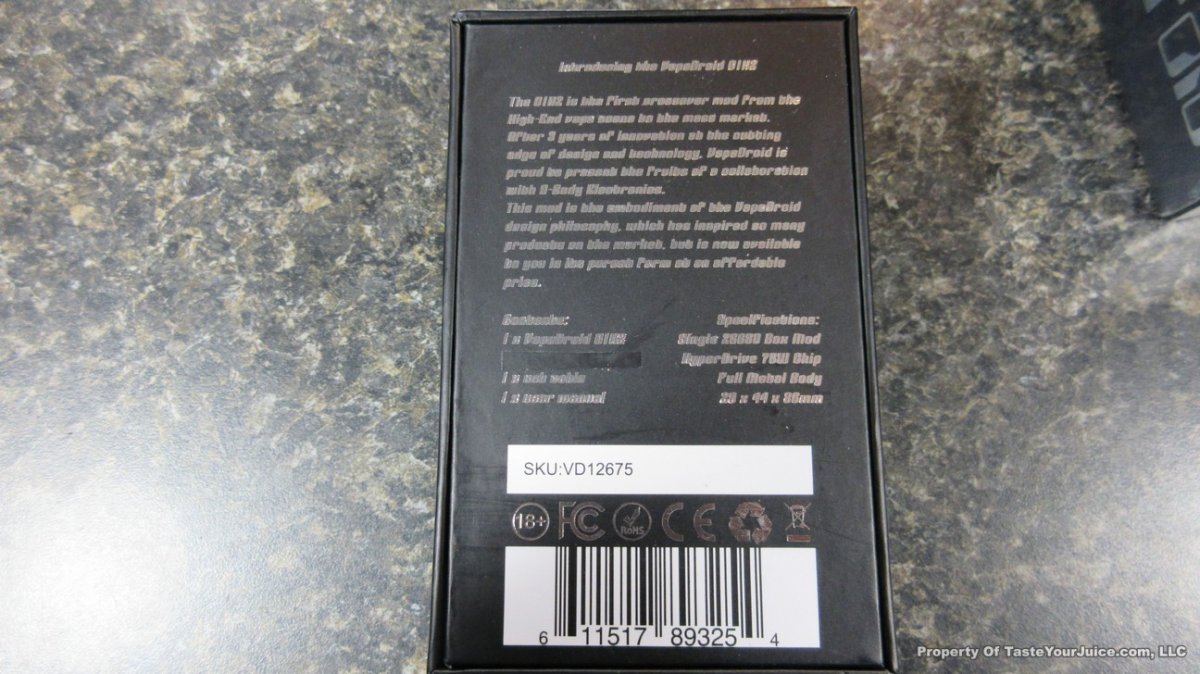 Introducing the VapeDroid C1D2
The C1D2 is the first crossover mod from the
High-End vape scene to the mass market.
After 3 years of innovation at the cutting
edge of design and technology, VapeDroid is
proud to present the fruits of a collaboration
with E-Body Electronics.
This mod is the embodiment of the VapeDroid
design philosophy, which has inspired so many
products on the market, but is now available
to you in its purest form at an affordable
price.
Contents:
1 x VapeDroid
1 x usb cable
1 x user manual
Specifications:
Single Box Mod
HyperDrive 75W Chip
Full Metal Body
x 44 x
SKU:VD12675
18+ FC RoHS CE
6 11517 89325 4
Property Of TasteYourJuice.com, LLC